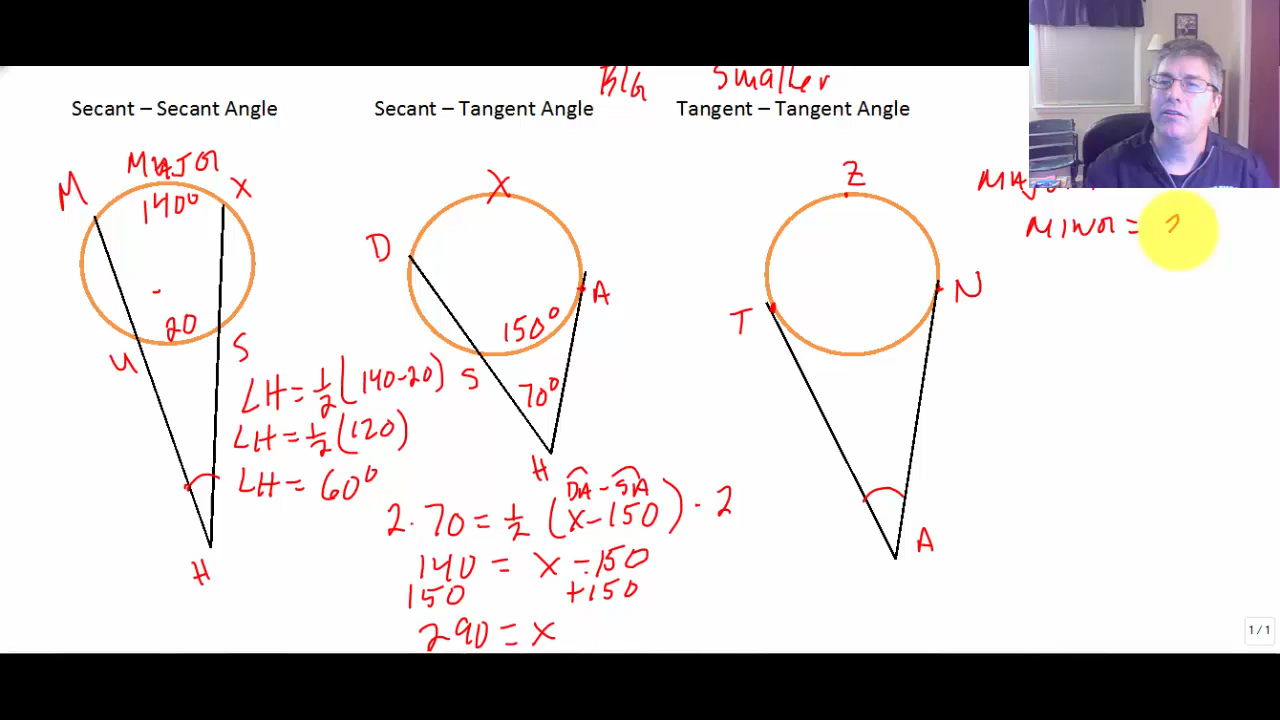 BIG Smaller
Secant – Secant Angle
Secant – Tangent Angle
Tangent – Tangent Angle
MAJOR
M
X
140°
20
U
S
∠H = 1/2 (140-20)
∠H = 1/2 (120)
∠H = 60°
H
X
D
A
150°
S
70°
H
DA - SA
2 · 70 = 1/2 (x - 150) · 2
140 = x - 150
150 +150
290 = x
Z
T
N
A
MINOR =
1 / 1